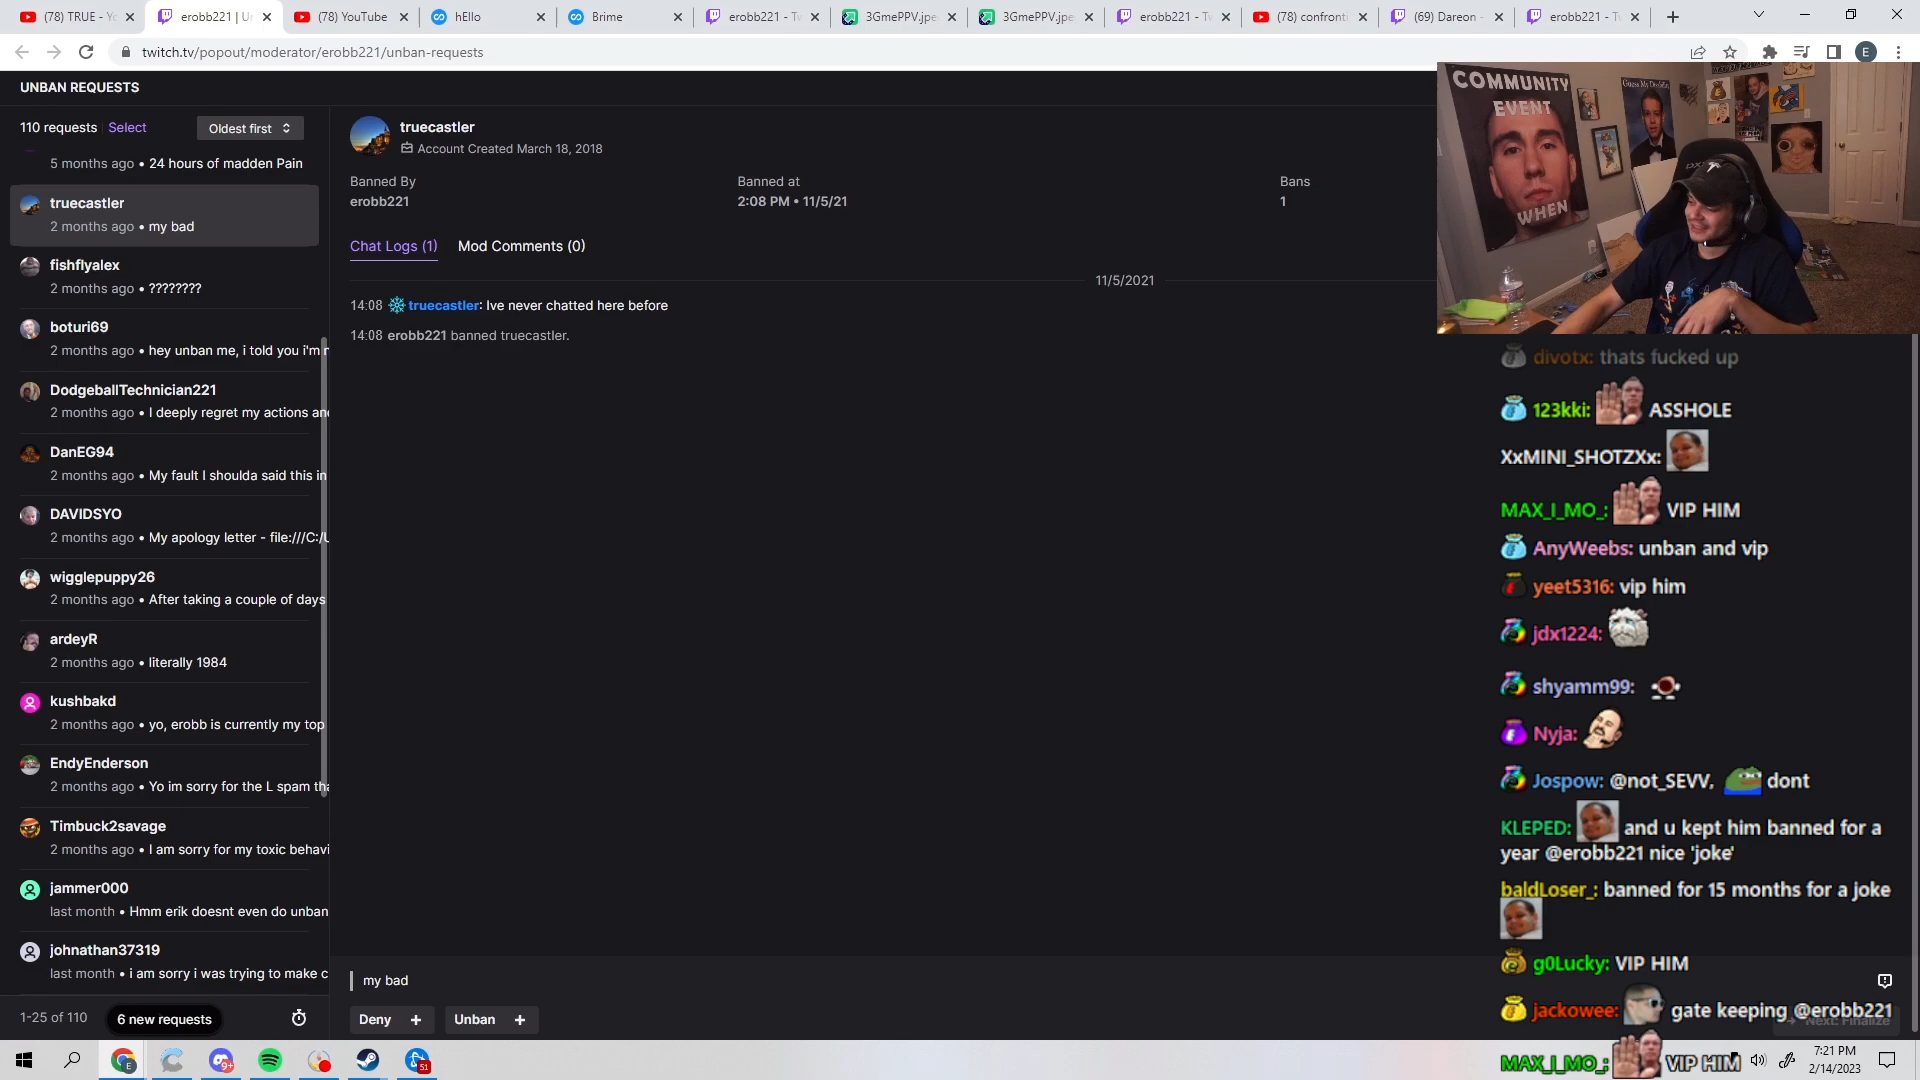 (78) TRUE - Yo
erobb221 | Un
(78) YouTube
hEllo
Brime
erobb221 - Tw
3GmePPV.jpe
3GmePPV.jpe
erobb221 - Tw
(78) confronti
(69) Dareon -
erobb221 - Tw
twitch.tv/popout/moderator/erobb221/unban-requests
E
UNBAN REQUESTS
110 requests Select Oldest first
5 months ago • 24 hours of madden Pain
truecastler
2 months ago • my bad
fishflyalex
2 months ago • ????????
boturi69
2 months ago • hey unban me, i told you i'm n
DodgeballTechnician221
2 months ago • I deeply regret my actions and
DanEG94
2 months ago • My fault I shoulda said this in
DAVIDSYO
2 months ago • My apology letter - file:///C:/U
wigglepuppy26
2 months ago • After taking a couple of days
ardeyR
2 months ago • literally 1984
kushbakd
2 months ago • yo, erobb is currently my top
EndyEnderson
2 months ago • Yo im sorry for the L spam tha
Timbuck2savage
2 months ago • I am sorry for my toxic behavi
jammer000
last month • Hmm erik doesnt even do unban
johnathan37319
last month • i am sorry i was trying to make c
1-25 of 110
6 new requests
truecastler
Account Created March 18, 2018
Banned By
erobb221
Banned at
2:08 PM • 11/5/21
Bans
1
Chat Logs (1) Mod Comments (0)
11/5/2021
14:08 truecastler: Ive never chatted here before
14:08 erobb221 banned truecastler.
my bad
Deny + Unban +
Next: Finalize
COMMUNITY
EVENT
WHEN
divotx: thats fucked up
123kki: ASSHOLE
XxMINI_SHOTZXx:
MAX_I_MO_: VIP HIM
AnyWeebs: unban and vip
yeet5316: vip him
jdx1224:
shyamm99:
Nyja:
Jospow: @not_SEVV, dont
KLEPED: and u kept him banned for a
year @erobb221 nice 'joke'
baldLoser_: banned for 15 months for a joke
g0Lucky: VIP HIM
jackowee: gate keeping @erobb221
MAX_I_MO_: VIP HIM
E
9+
51
7:21 PM
2/14/2023